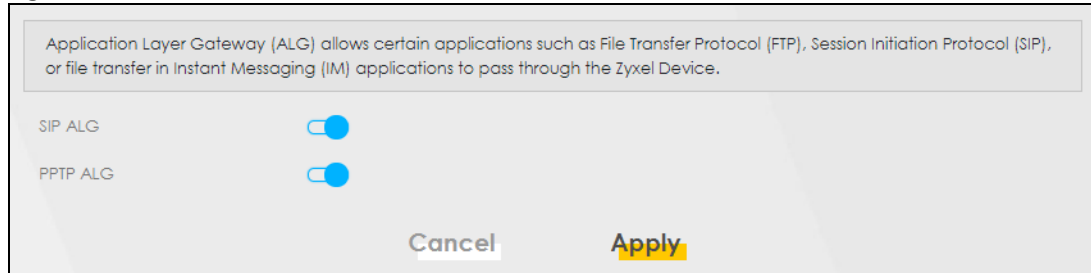 Application Layer Gateway (ALG) allows certain applications such as File Transfer Protocol (FTP), Session Initiation Protocol (SIP),
or file transfer in Instant Messaging (IM) applications to pass through the Zyxel Device.
SIP ALG
PPTP ALG
Cancel Apply